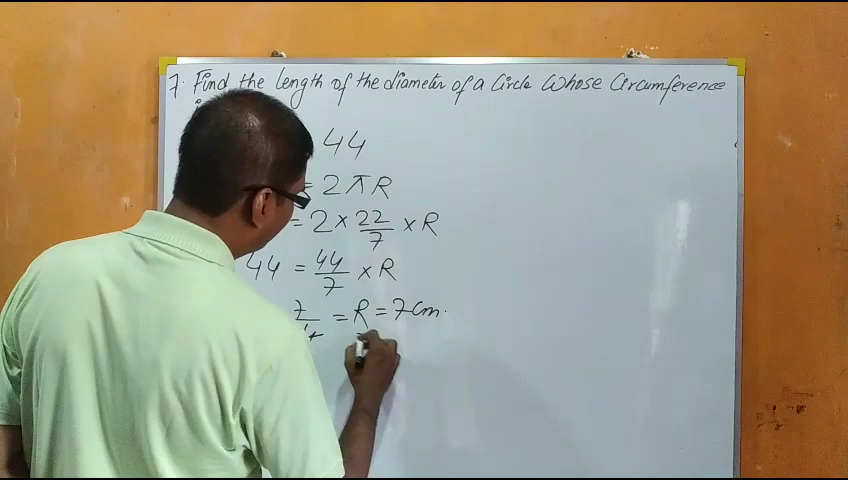 7. Find the length of the diameter of a Circle Whose Circumference
44
= 2πR
= 2 × 22/7 × R
44 = 44/7 × R
7 = R = 7cm.